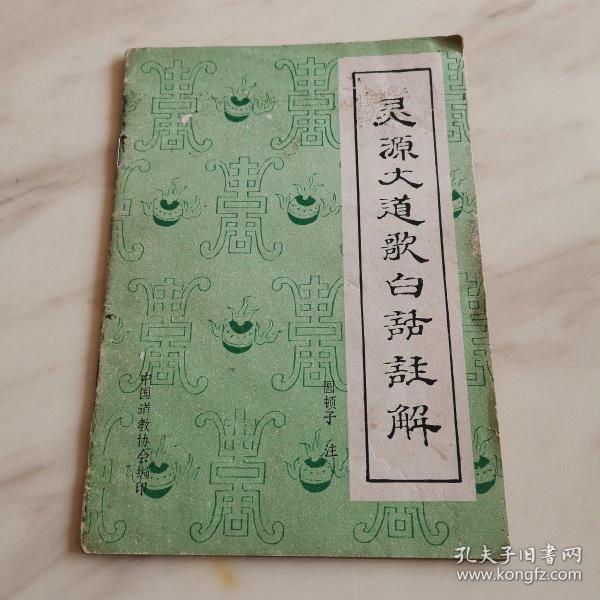 灵源大道歌白話註解
圆顿子 注
中国道教协会编印
孔夫子旧书网
www.kongfz.com